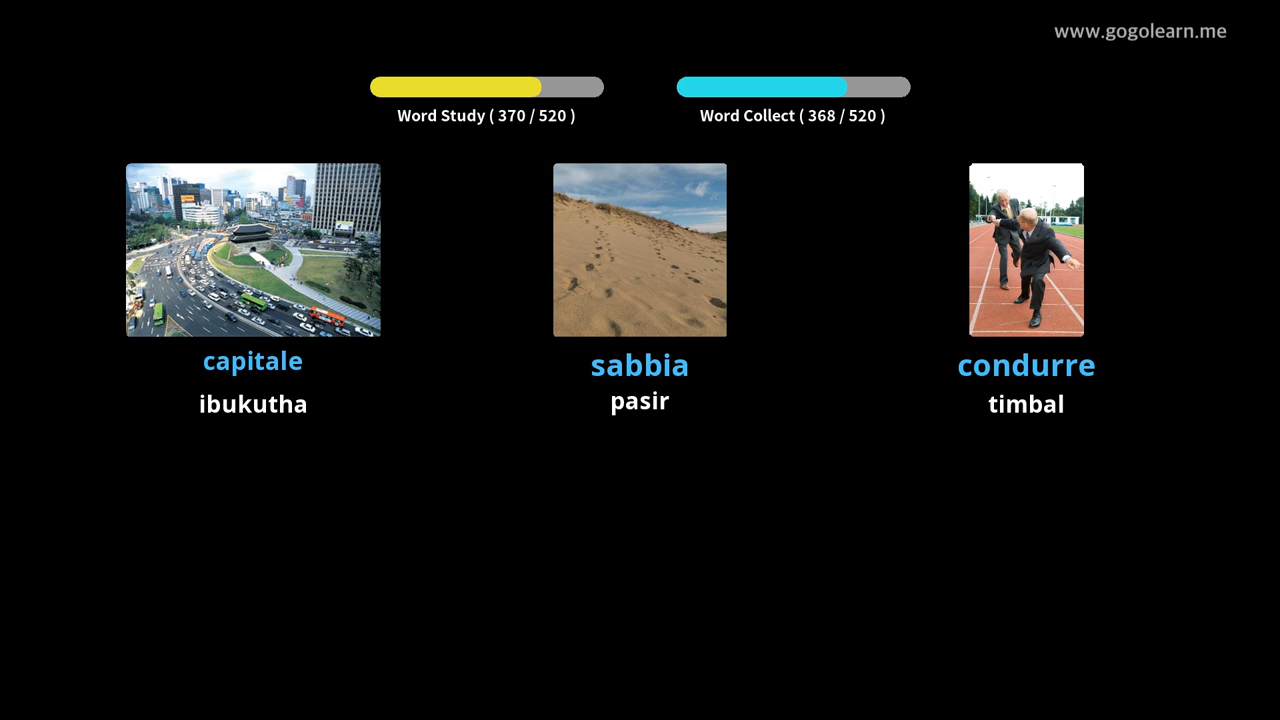 www.gogolearn.me
Word Study ( 370 / 520 )
Word Collect ( 368 / 520 )
capitale
ibukutha
sabbia
pasir
condurre
timbal